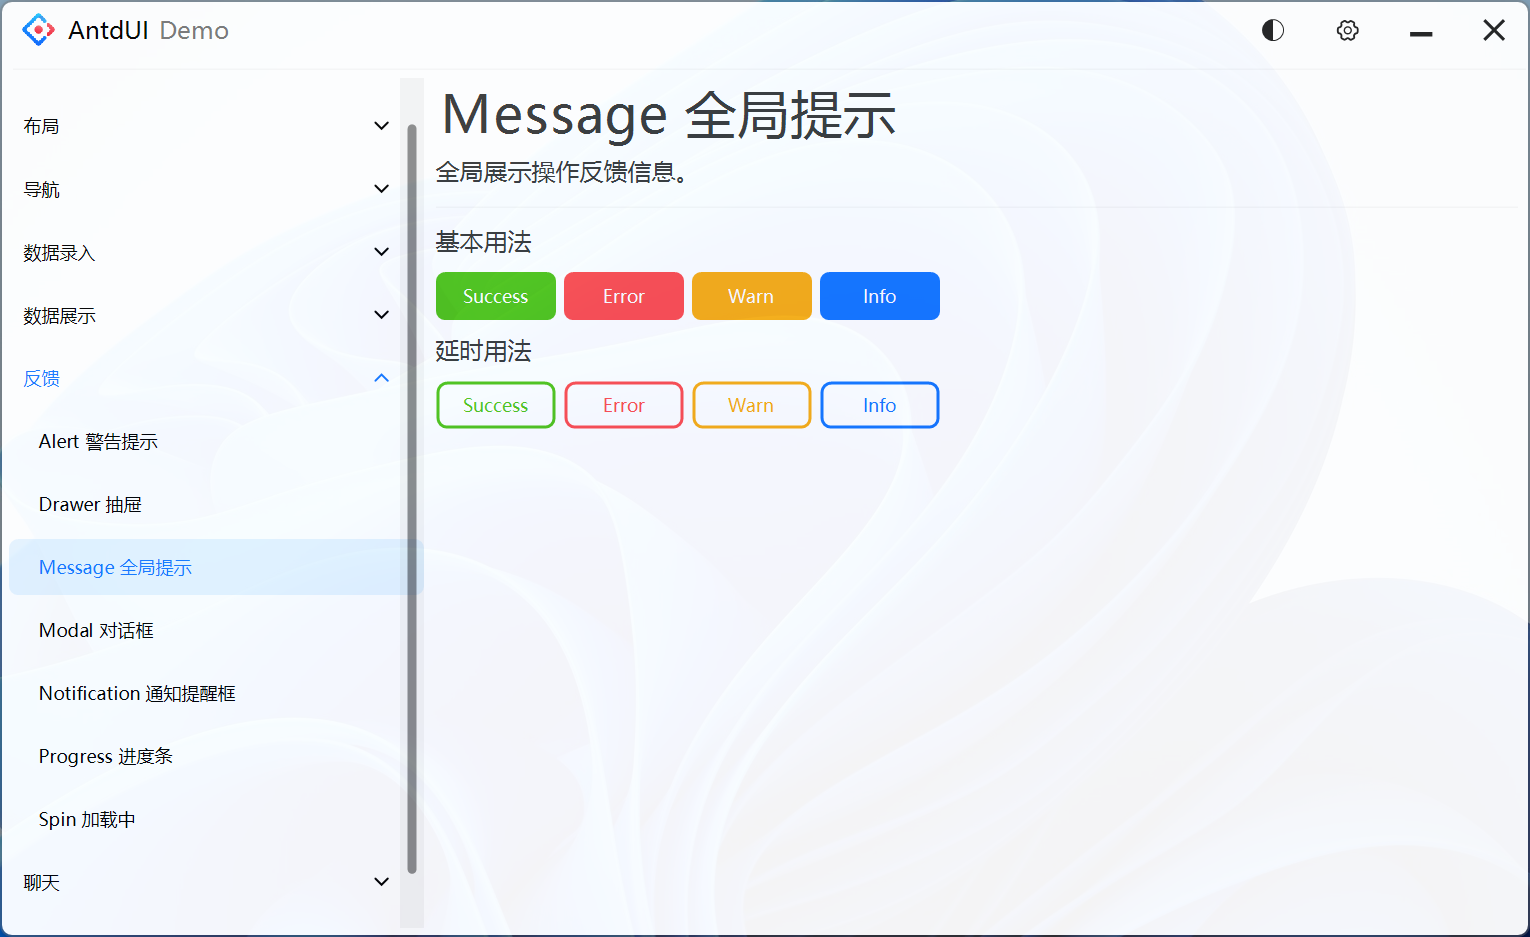 AntdUI Demo
布局
导航
数据录入
数据展示
反馈
Alert 警告提示
Drawer 抽屉
Message 全局提示
Modal 对话框
Notification 通知提醒框
Progress 进度条
Spin 加载中
聊天
Message 全局提示
全局展示操作反馈信息。
基本用法
Success Error Warn Info
延时用法
Success Error Warn Info